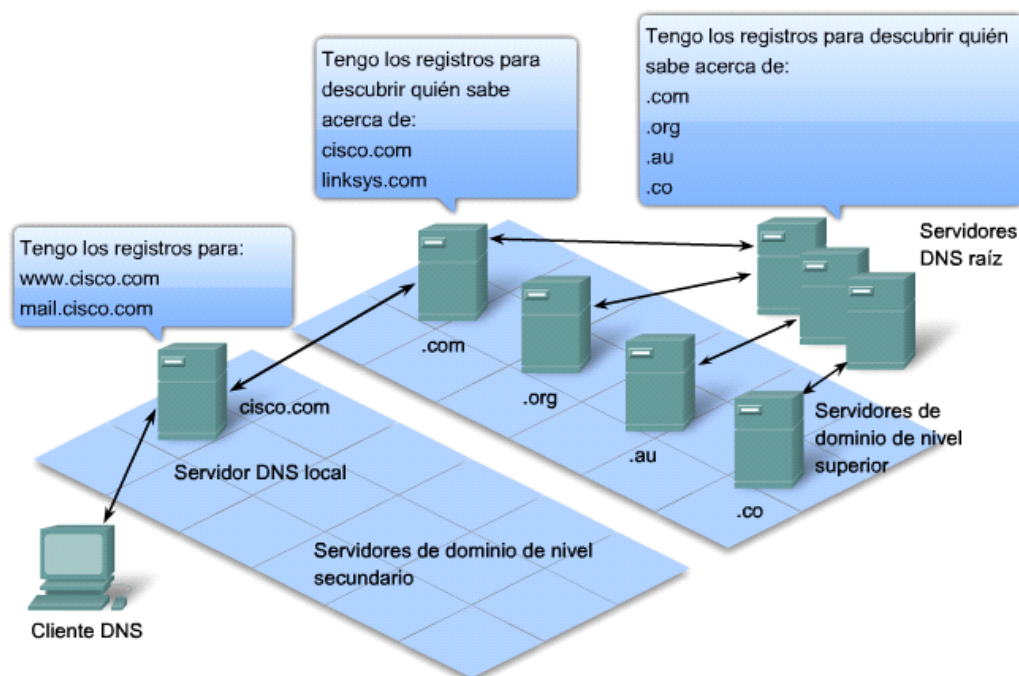 Tengo los registros para
descubrir quién sabe
acerca de:
cisco.com
linksys.com
Tengo los registros para descubrir quién
sabe acerca de:
.com
.org
.au
.co
Tengo los registros para:
www.cisco.com
mail.cisco.com
Servidores
DNS raíz
.com
.org
.au
.co
Servidores de
dominio de nivel
superior
cisco.com
Servidor DNS local
Servidores de dominio de nivel
secundario
Cliente DNS